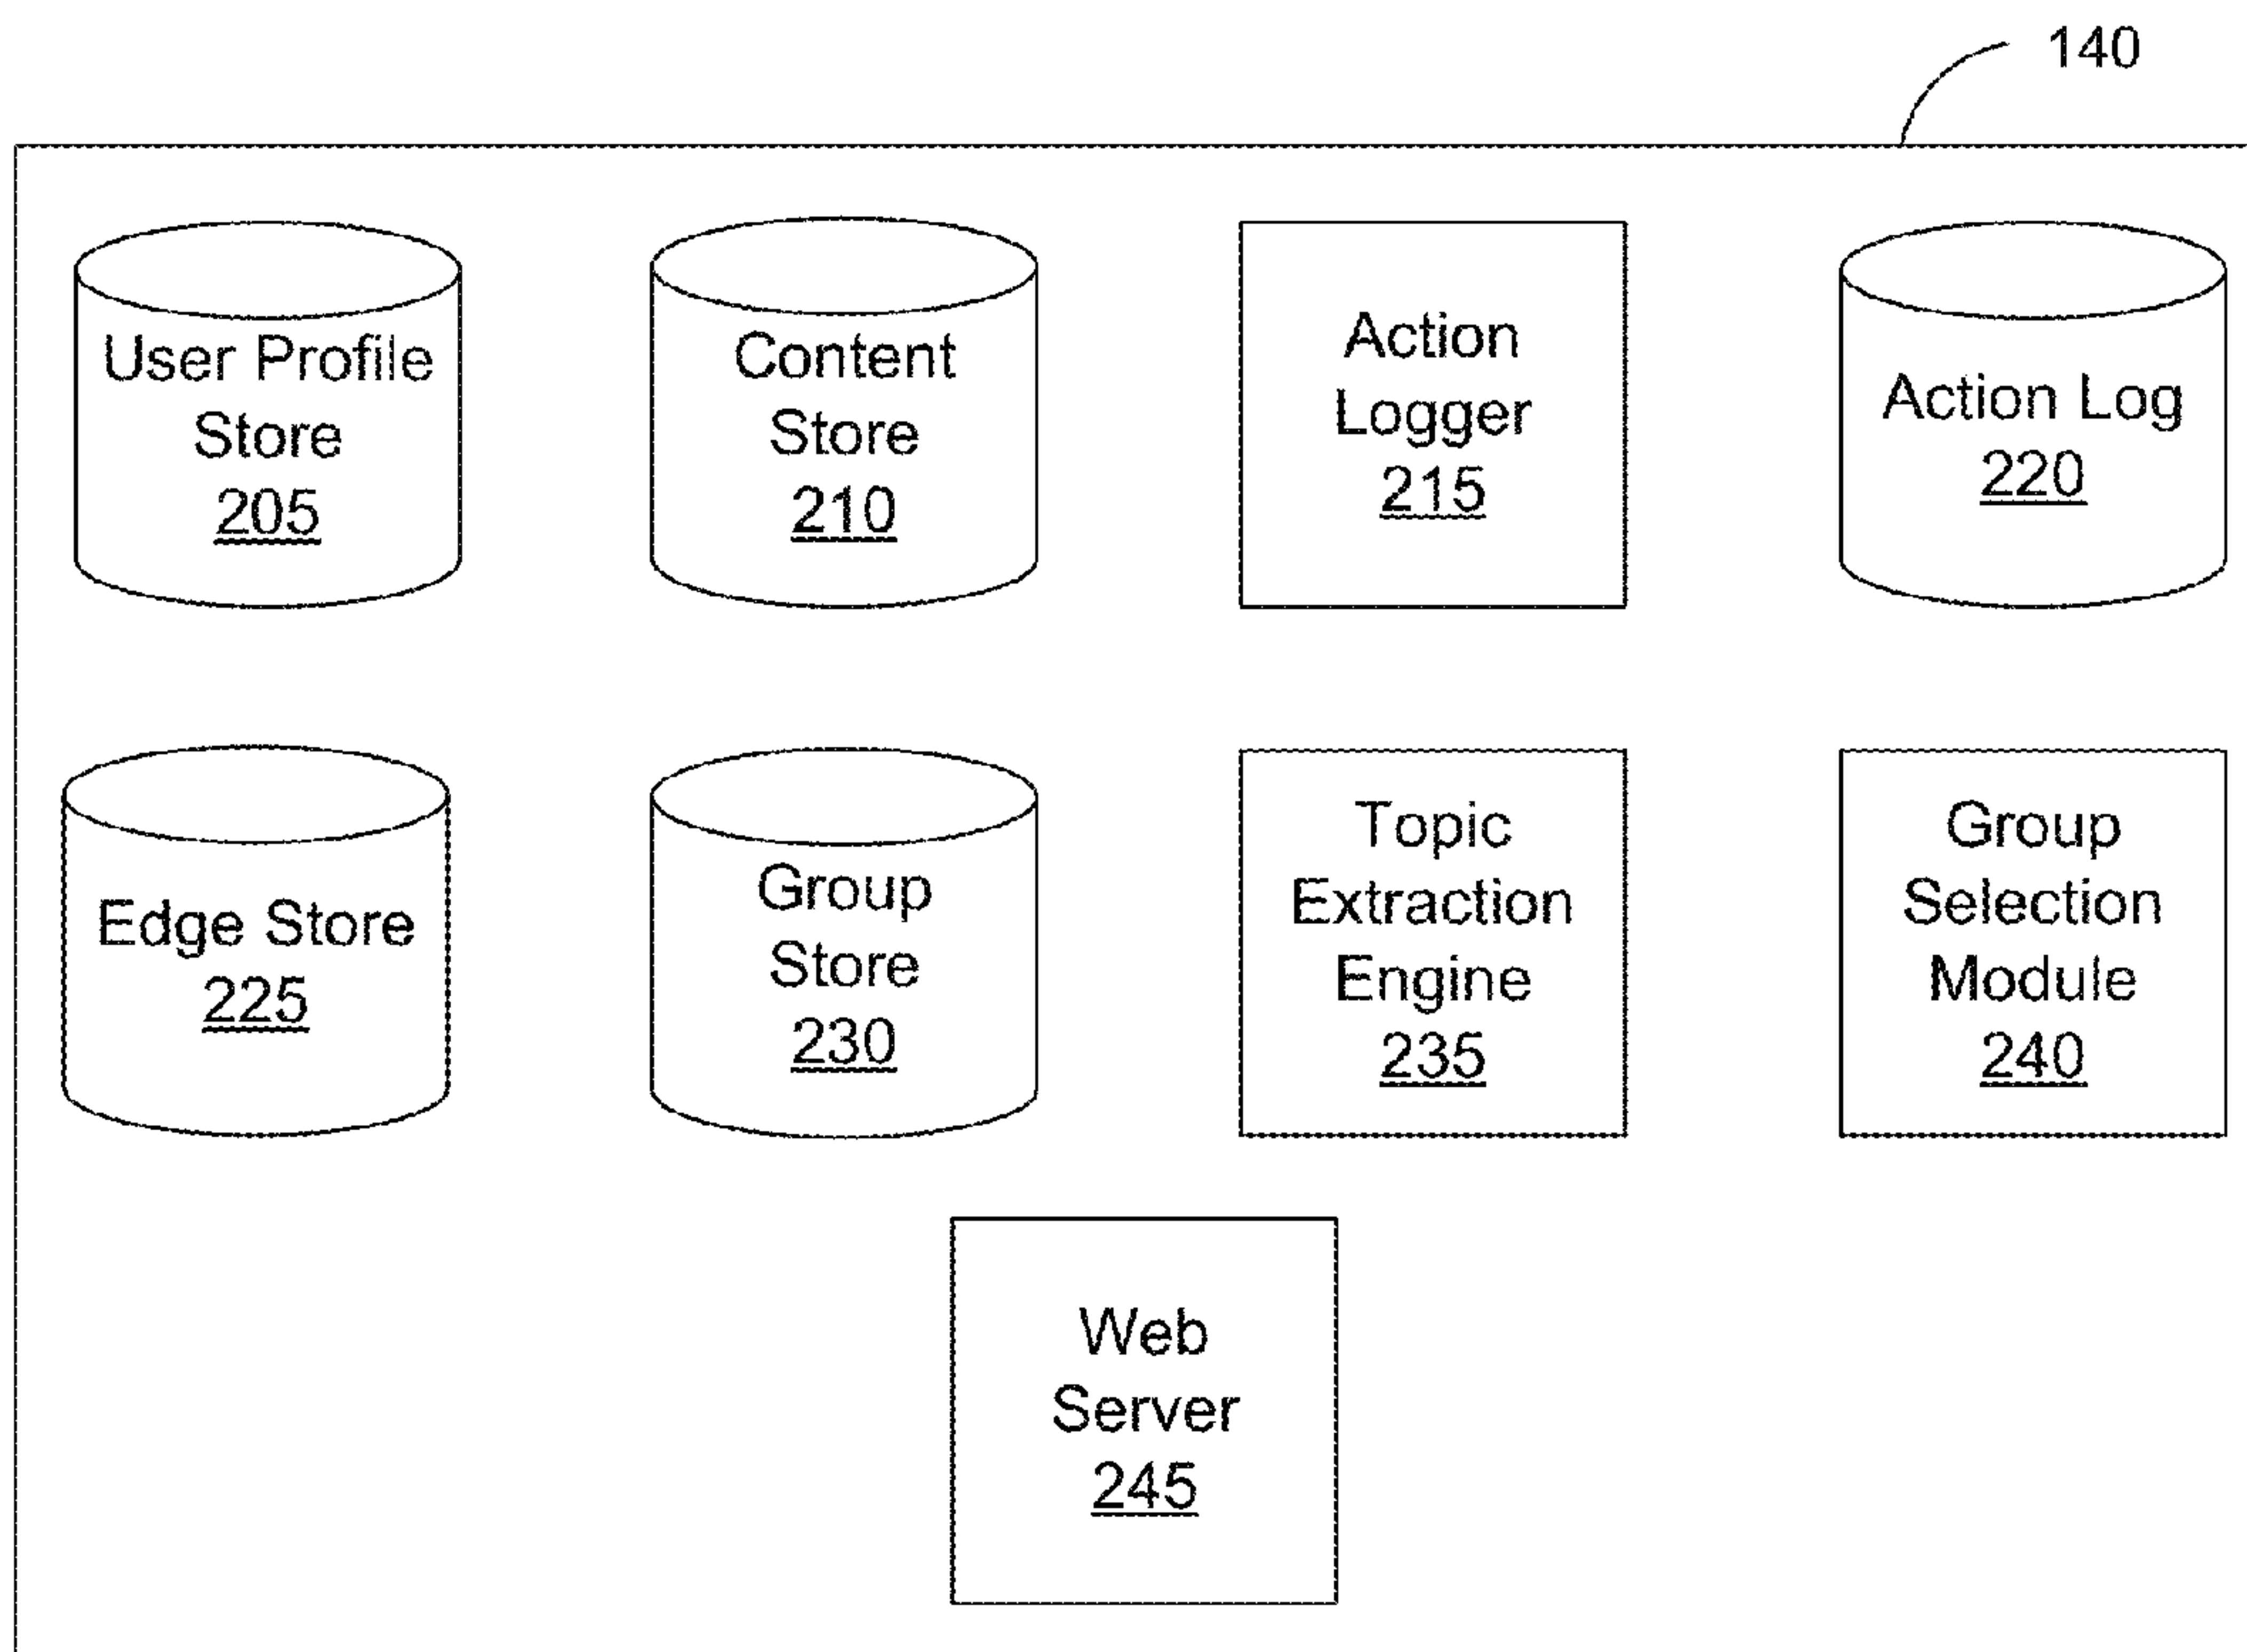 140
User Profile
Store
205
Content
Store
210
Action
Logger
215
Action Log
220
Edge Store
225
Group
Store
230
Topic
Extraction
Engine
235
Group
Selection
Module
240
Web
Server
245